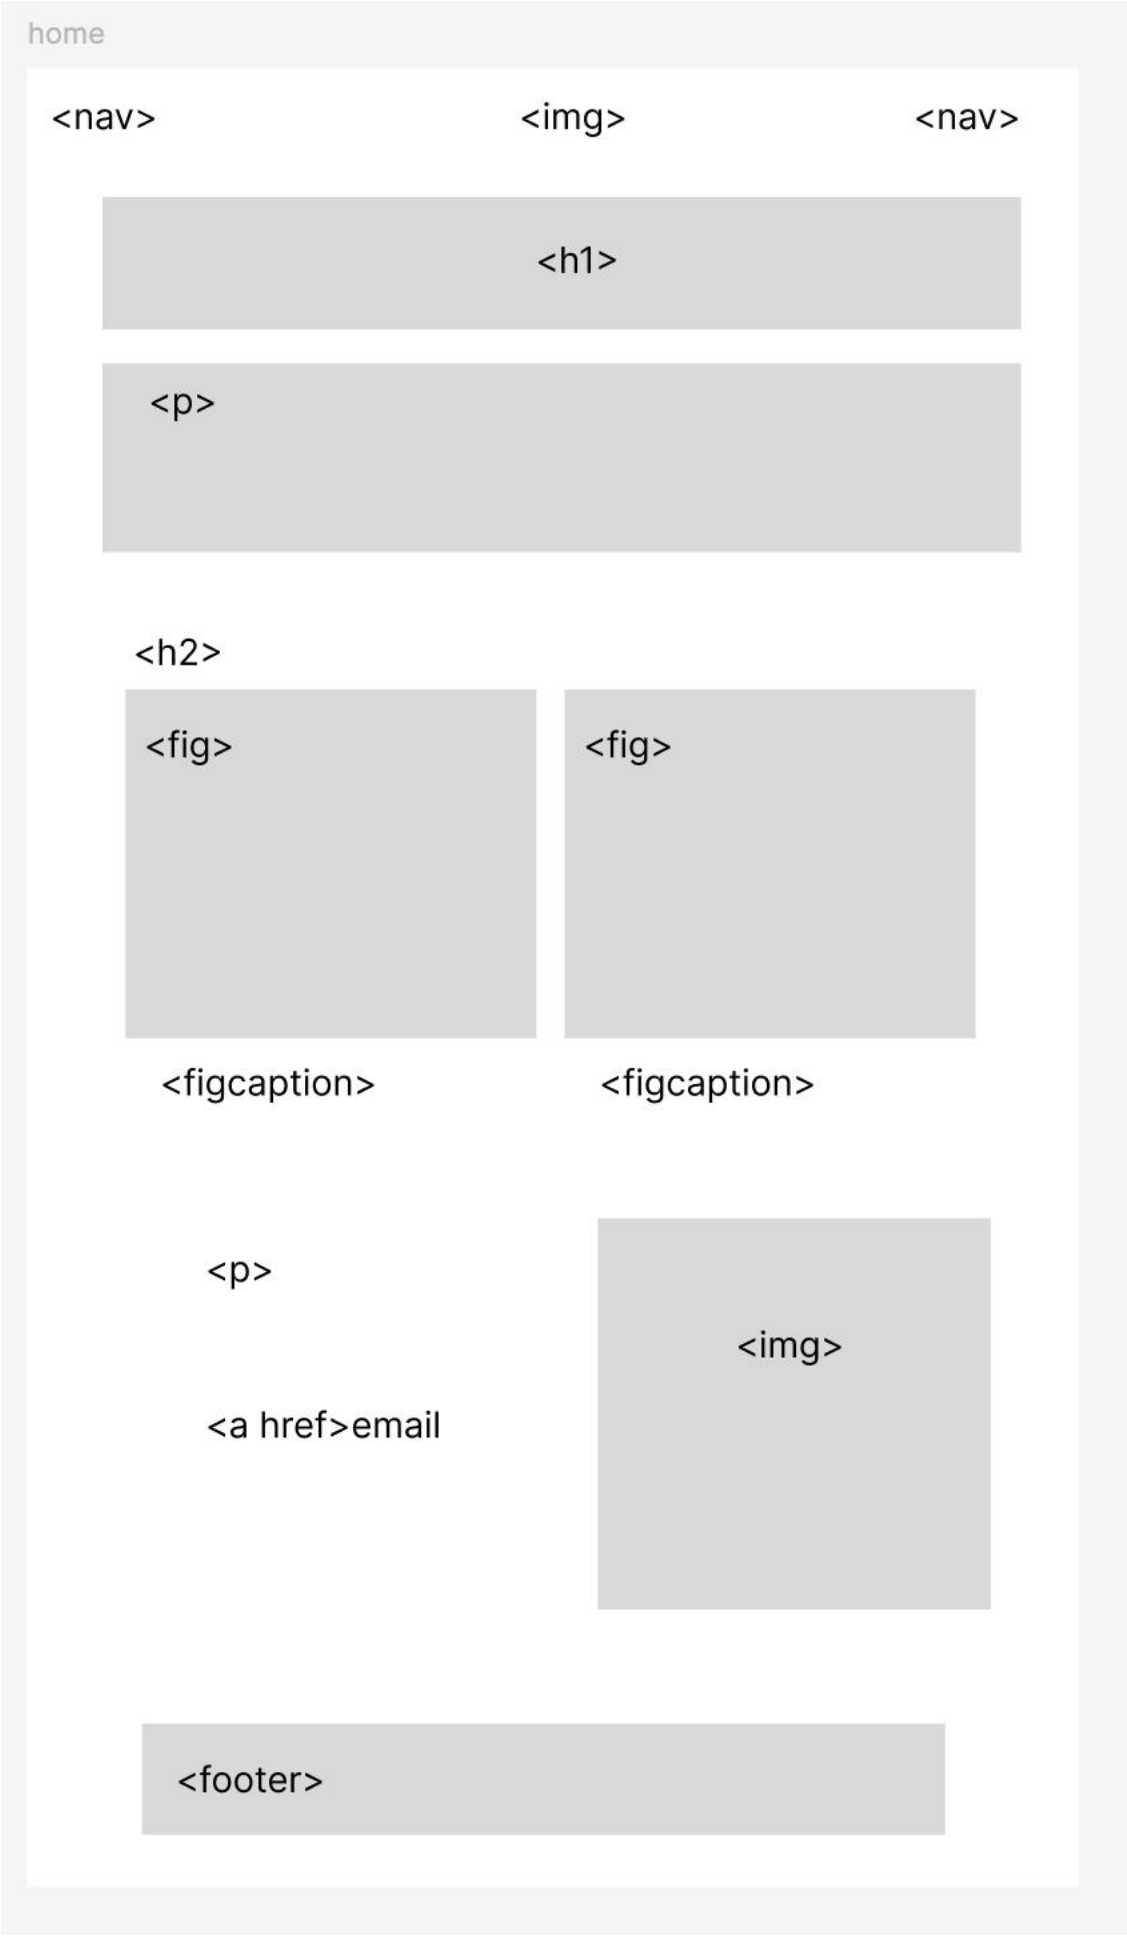 home
<nav> <img> <nav>
<h1>
<p>
<h2>
<fig> <fig>
<figcaption> <figcaption>
<p>
<img>
<a href>email
<footer>